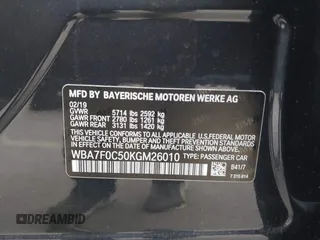 MFD BY BAYERISCHE MOTOREN WERKE AG
02/19
GVWR 5714 lbs 2592 kg
GAWR FRONT 2780 lbs 1261 kg
GAWR REAR 3131 lbs 1420 kg
THIS VEHICLE CONFORMS TO ALL APPLICABLE U.S. FEDERAL MOTOR
VEHICLE SAFETY, BUMPER, AND THEFT PREVENTION STANDARDS IN
EFFECT ON THE DATE OF MANUFACTURE SHOWN ABOVE.
WBA7F0C50KGM26010 TYPE: PASSENGER CAR
B41/7
DREAMBID